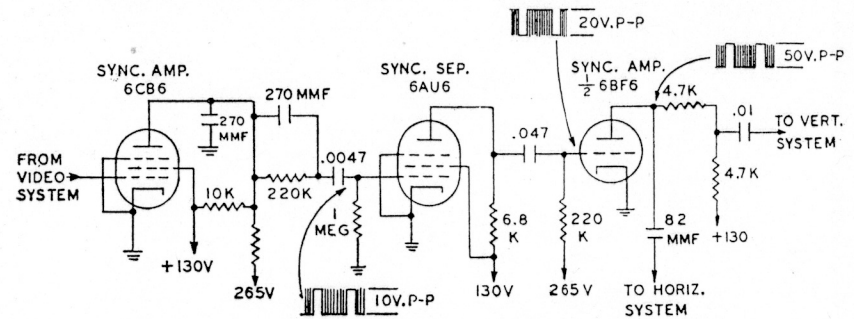 20V.P-P
SYNC. AMP.
6CB6
270 MMF
270
MMF
SYNC. SEP.
6AU6
SYNC. AMP.
1/2 6BF6
50V.P-P
4.7K
.01
TO VERT.
SYSTEM
FROM
VIDEO
SYSTEM
10K
220K
.0047
.047
1
MEG
6.8
K
220
K
82
MMF
4.7K
+130
+130V
265V
10V.P-P
130V
265V
TO HORIZ.
SYSTEM